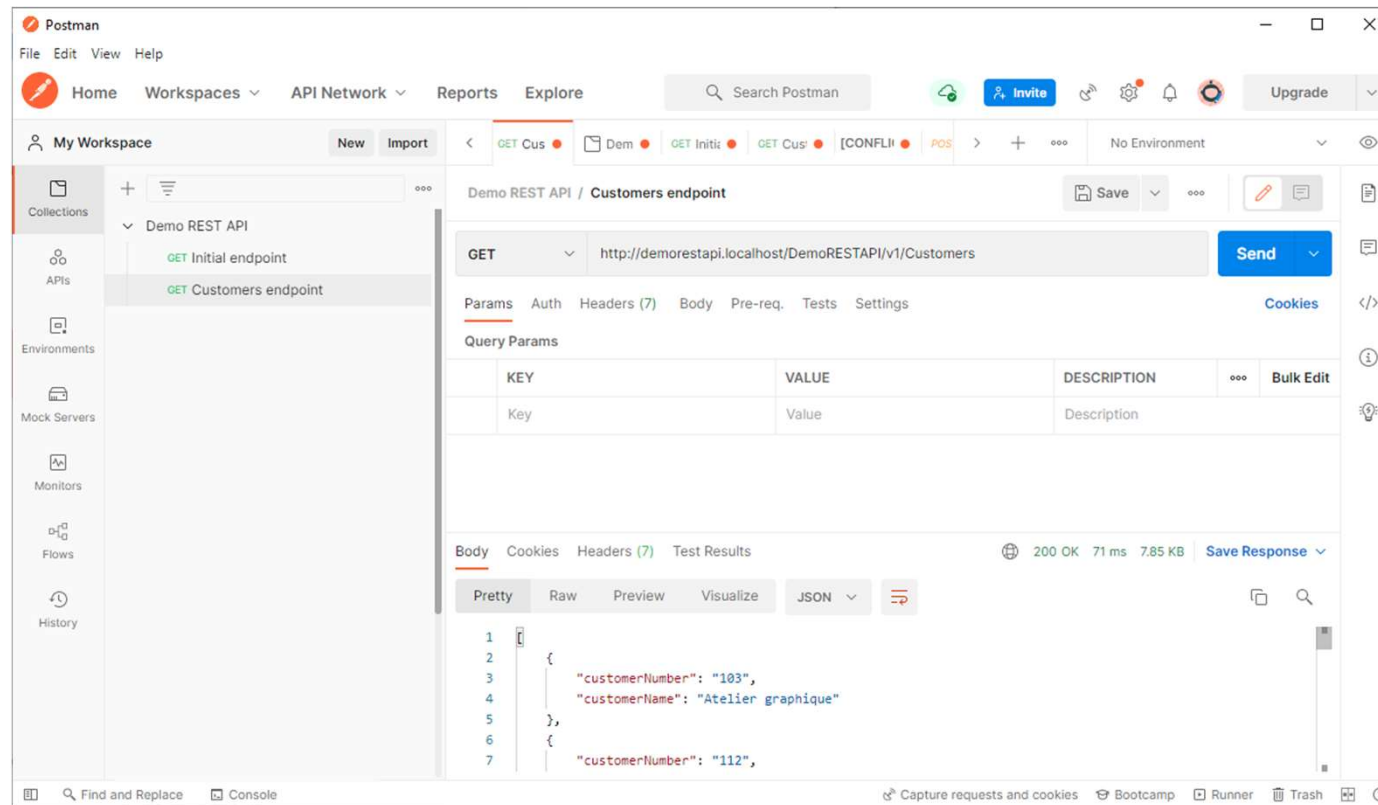 Postman
File Edit View Help
Home Workspaces API Network Reports Explore Search Postman Invite Upgrade
My Workspace New Import GET Cus Dem GET Initi GET Cus [CONFLI POS No Environment
Collections
APIs
Environments
Mock Servers
Monitors
Flows
History
Demo REST API
GET Initial endpoint
GET Customers endpoint
Demo REST API / Customers endpoint Save
GET http://demorestapi.localhost/DemoRESTAPI/v1/Customers Send
Params Auth Headers (7) Body Pre-req. Tests Settings Cookies
Query Params
KEY VALUE DESCRIPTION Bulk Edit
Key Value Description
Body Cookies Headers (7) Test Results 200 OK 71 ms 7.85 KB Save Response
Pretty Raw Preview Visualize JSON
1 [
2 {
3 "customerNumber": "103",
4 "customerName": "Atelier graphique"
5 },
6 {
7 "customerNumber": "112",
Find and Replace Console Capture requests and cookies Bootcamp Runner Trash